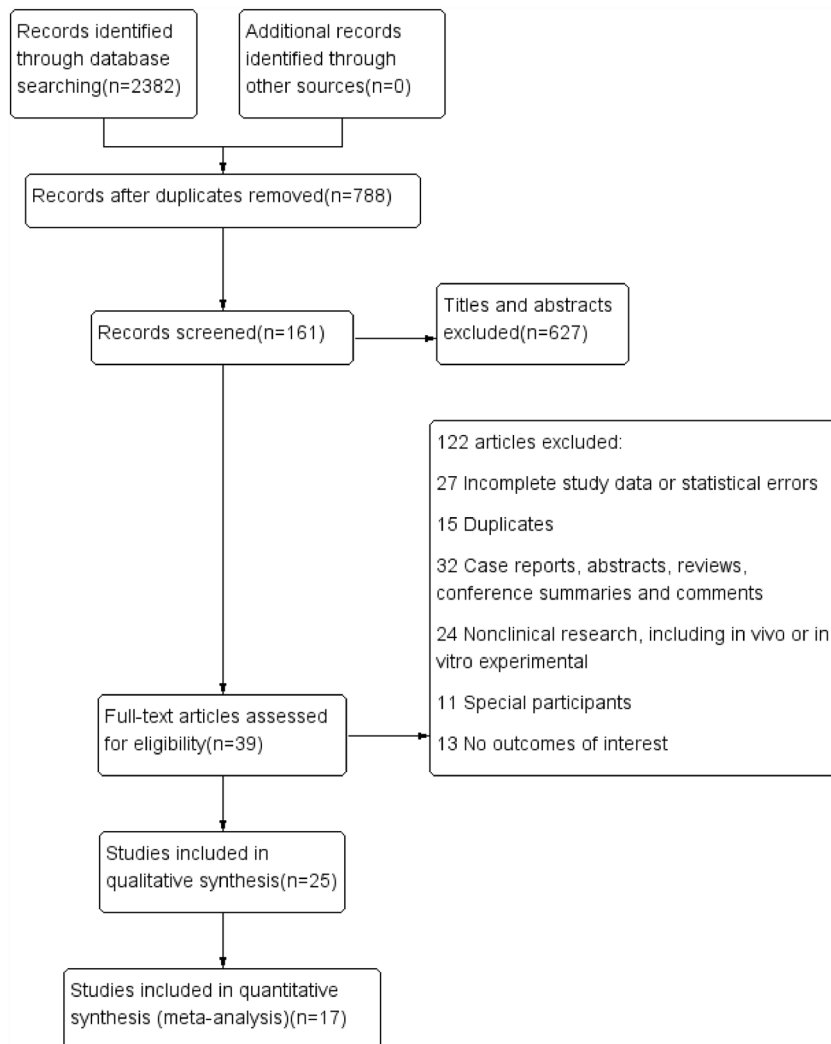 Records identified
through database
searching(n=2382)
Additional records
identified through
other sources(n=0)
Records after duplicates removed(n=788)
Records screened(n=161)
Titles and abstracts
excluded(n=627)
122 articles excluded:
27 Incomplete study data or statistical errors
15 Duplicates
32 Case reports, abstracts, reviews,
conference summaries and comments
24 Nonclinical research, including in vivo or in
vitro experimental
11 Special participants
13 No outcomes of interest
Full-text articles assessed
for eligibility(n=39)
Studies included in
qualitative synthesis(n=25)
Studies included in quantitative
synthesis (meta-analysis)(n=17)